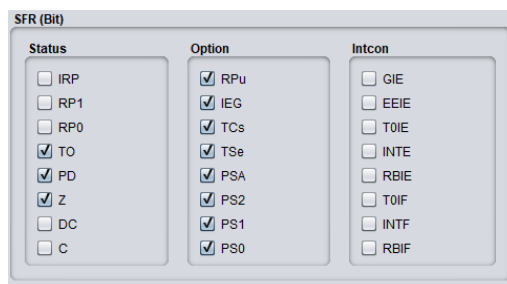 SFR (Bit)
Status
IRP
RP1
RP0
TO
PD
Z
DC
C
Option
RPu
IEG
TCs
TSe
PSA
PS2
PS1
PS0
Intcon
GIE
EEIE
T0IE
INTE
RBIE
T0IF
INTF
RBIF